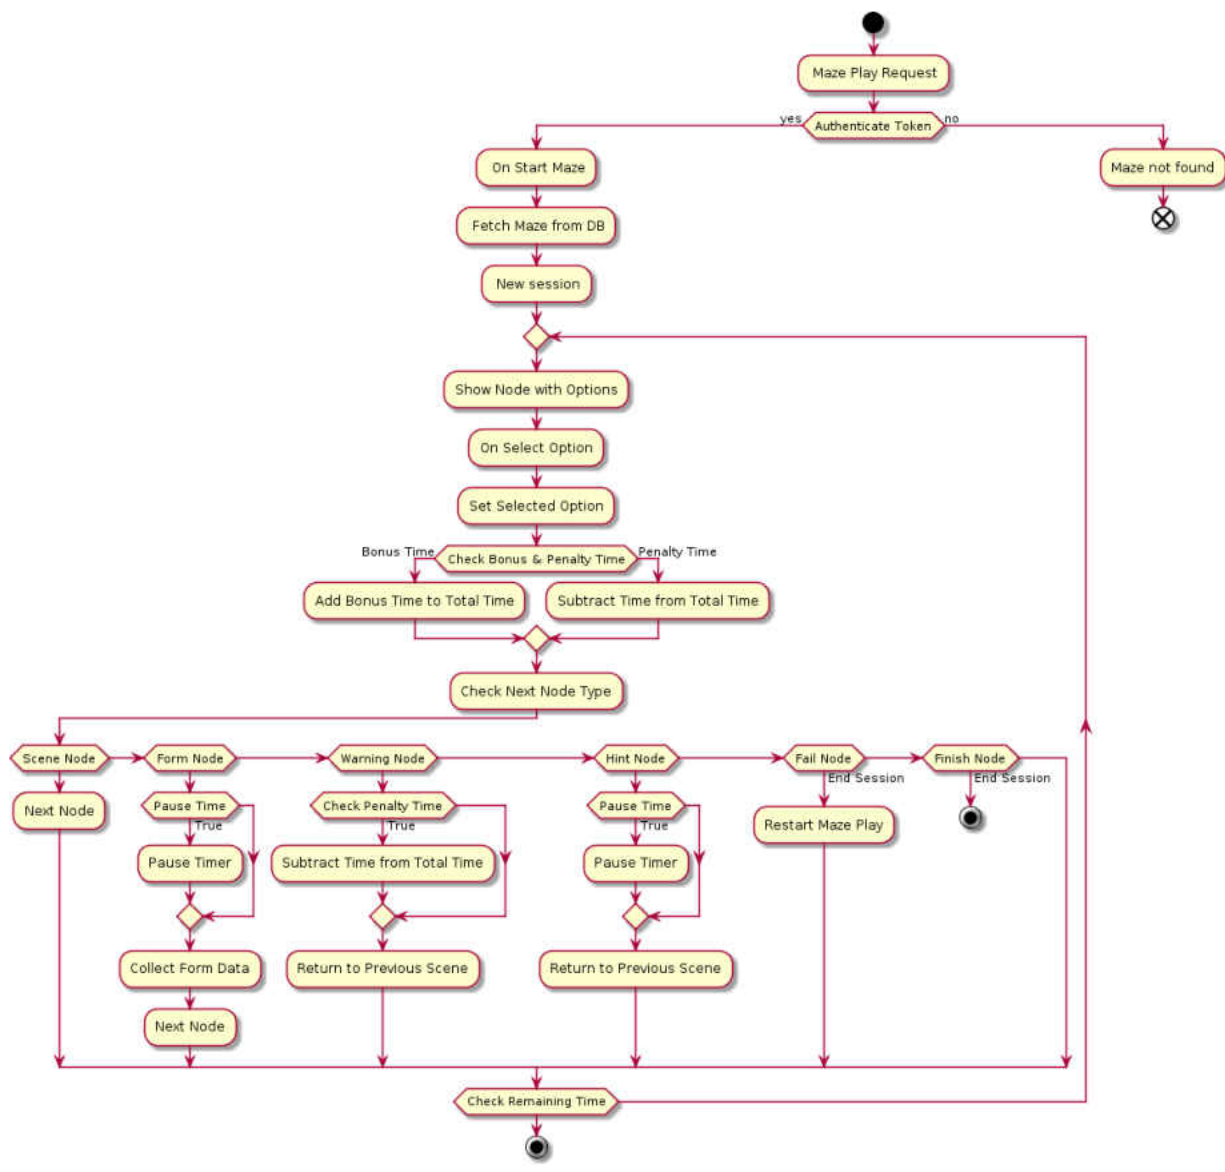 Maze Play Request
yes
Authenticate Token
no
On Start Maze
Maze not found
Fetch Maze from DB
New session
Show Node with Options
On Select Option
Set Selected Option
Bonus Time
Check Bonus & Penalty Time
Penalty Time
Add Bonus Time to Total Time
Subtract Time from Total Time
Check Next Node Type
Scene Node
Form Node
Warning Node
Hint Node
Fail Node
Finish Node
End Session
End Session
Next Node
Pause Time
Check Penalty Time
Pause Time
True
True
True
Restart Maze Play
Pause Timer
Subtract Time from Total Time
Pause Timer
Collect Form Data
Return to Previous Scene
Return to Previous Scene
Next Node
Check Remaining Time